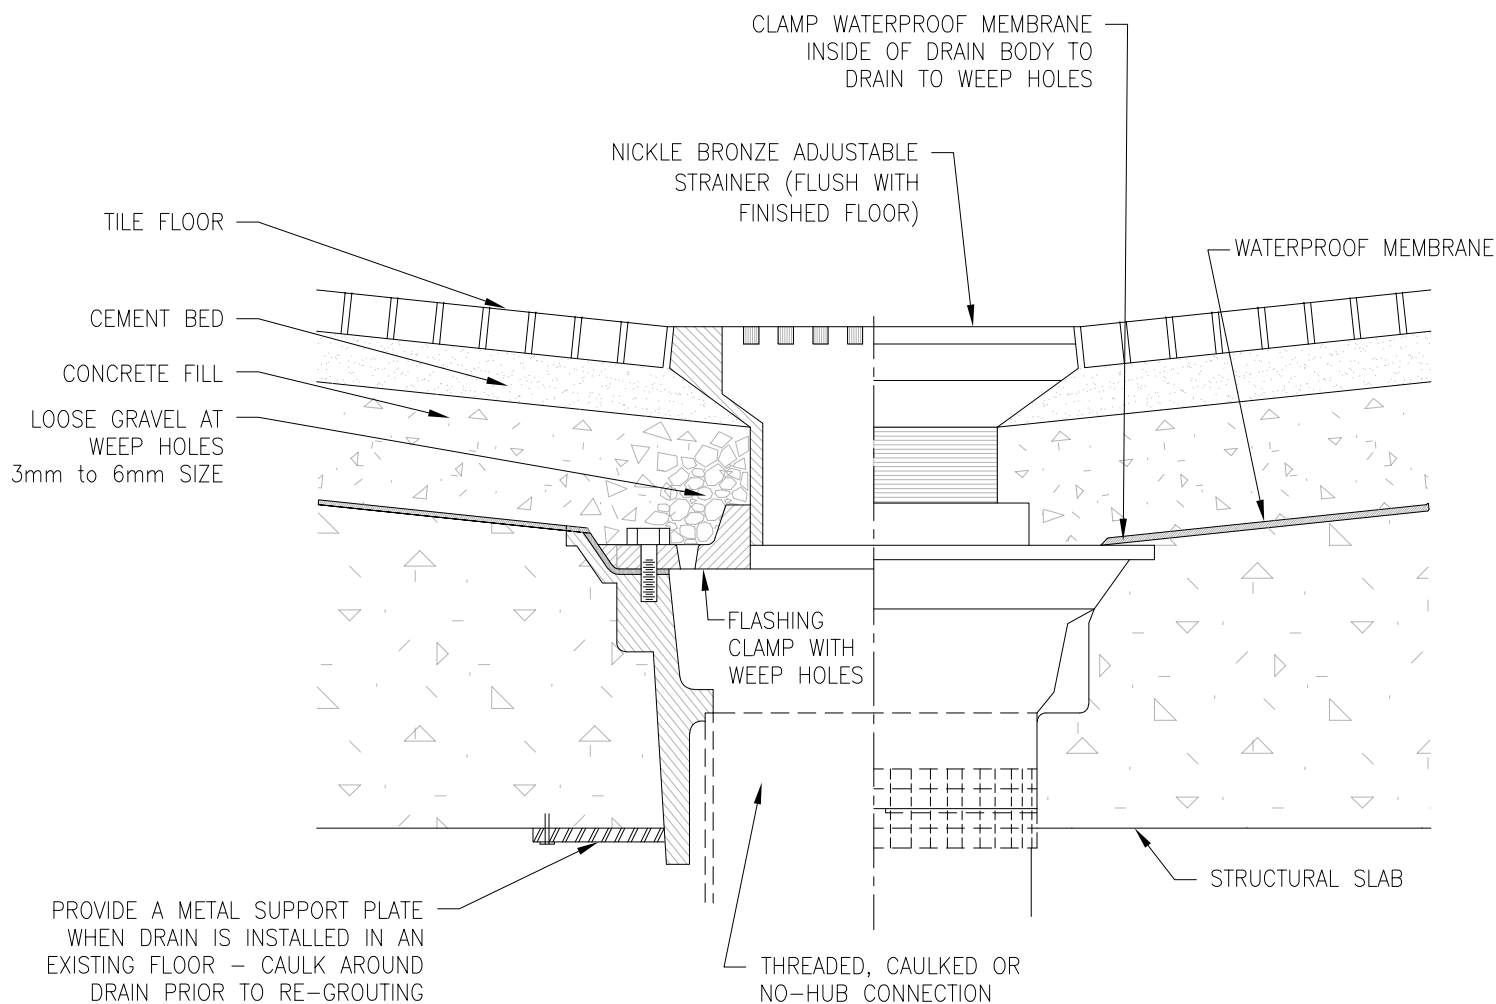 CLAMP WATERPROOF MEMBRANE
INSIDE OF DRAIN BODY TO
DRAIN TO WEEP HOLES
NICKLE BRONZE ADJUSTABLE
STRAINER (FLUSH WITH
FINISHED FLOOR)
TILE FLOOR
WATERPROOF MEMBRANE
CEMENT BED
CONCRETE FILL
LOOSE GRAVEL AT
WEEP HOLES
3mm to 6mm SIZE
FLASHING
CLAMP WITH
WEEP HOLES
STRUCTURAL SLAB
PROVIDE A METAL SUPPORT PLATE
WHEN DRAIN IS INSTALLED IN AN
EXISTING FLOOR – CAULK AROUND
DRAIN PRIOR TO RE–GROUTING
THREADED, CAULKED OR
NO–HUB CONNECTION